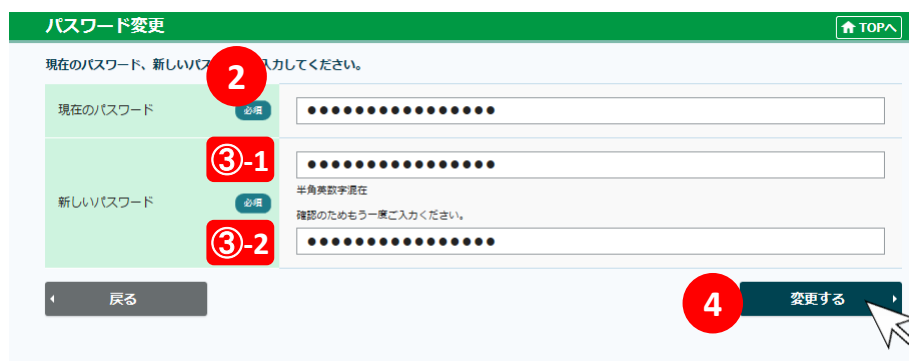 パスワード変更
TOPへ
現在のパスワード、新しいパス 入力してください。
2
現在のパスワード 必須
●●●●●●●●●●●●●●●●
③-1
●●●●●●●●●●●●●●●●
半角英数字混在
新しいパスワード 必須
確認のためもう一度ご入力ください。
③-2
●●●●●●●●●●●●●●●●
戻る
4
変更する